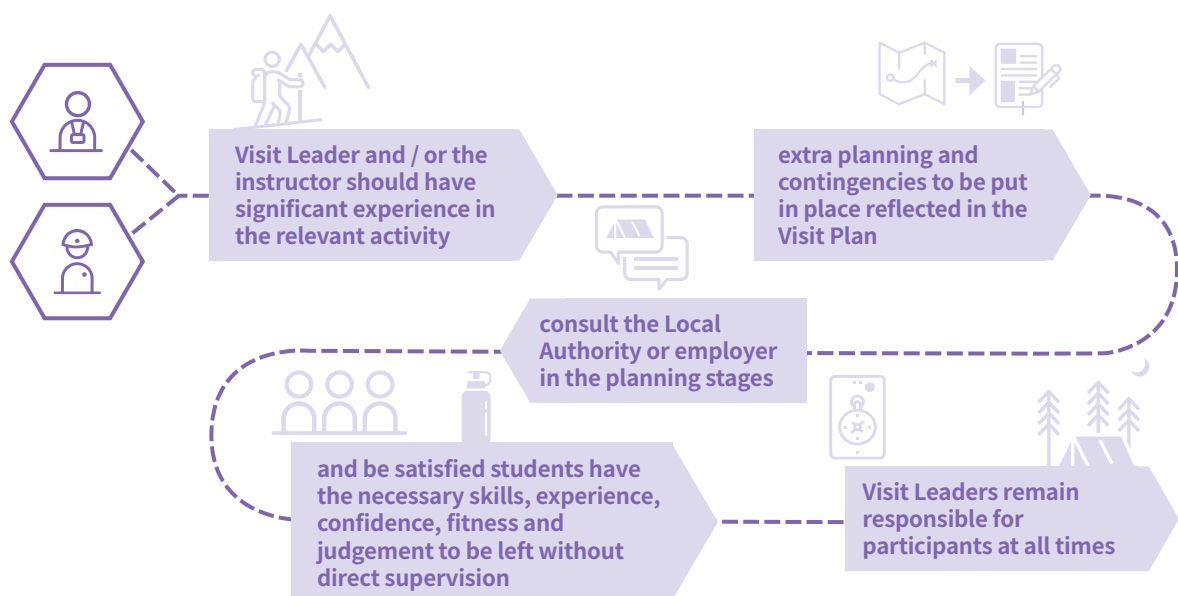 Visit Leader and / or the
instructor should have
significant experience in
the relevant activity
extra planning and
contingencies to be put
in place reflected in the
Visit Plan
consult the Local
Authority or employer
in the planning stages
and be satisfied students have
the necessary skills, experience,
confidence, fitness and
judgement to be left without
direct supervision
Visit Leaders remain
responsible for
participants at all times